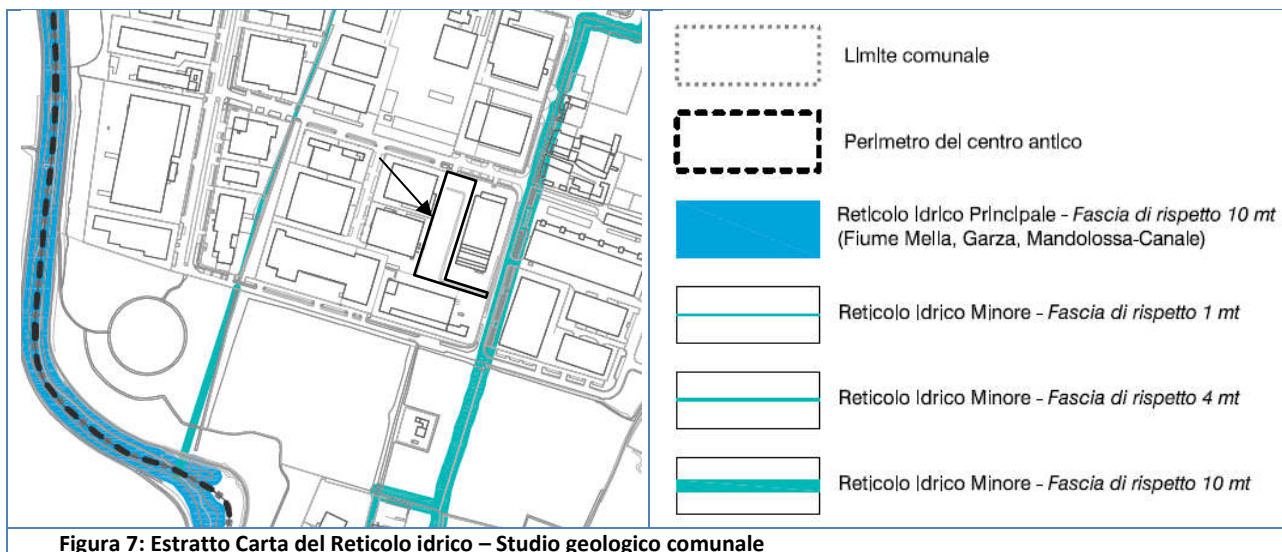 Limite comunale
Perimetro del centro antico
Reticolo Idrico Principale - Fascia di rispetto 10 mt
(Fiume Mella, Garza, Mandolossa-Canale)
Reticolo Idrico Minore - Fascia di rispetto 1 mt
Reticolo Idrico Minore - Fascia di rispetto 4 mt
Reticolo Idrico Minore - Fascia di rispetto 10 mt
Figura 7: Estratto Carta del Reticolo idrico – Studio geologico comunale